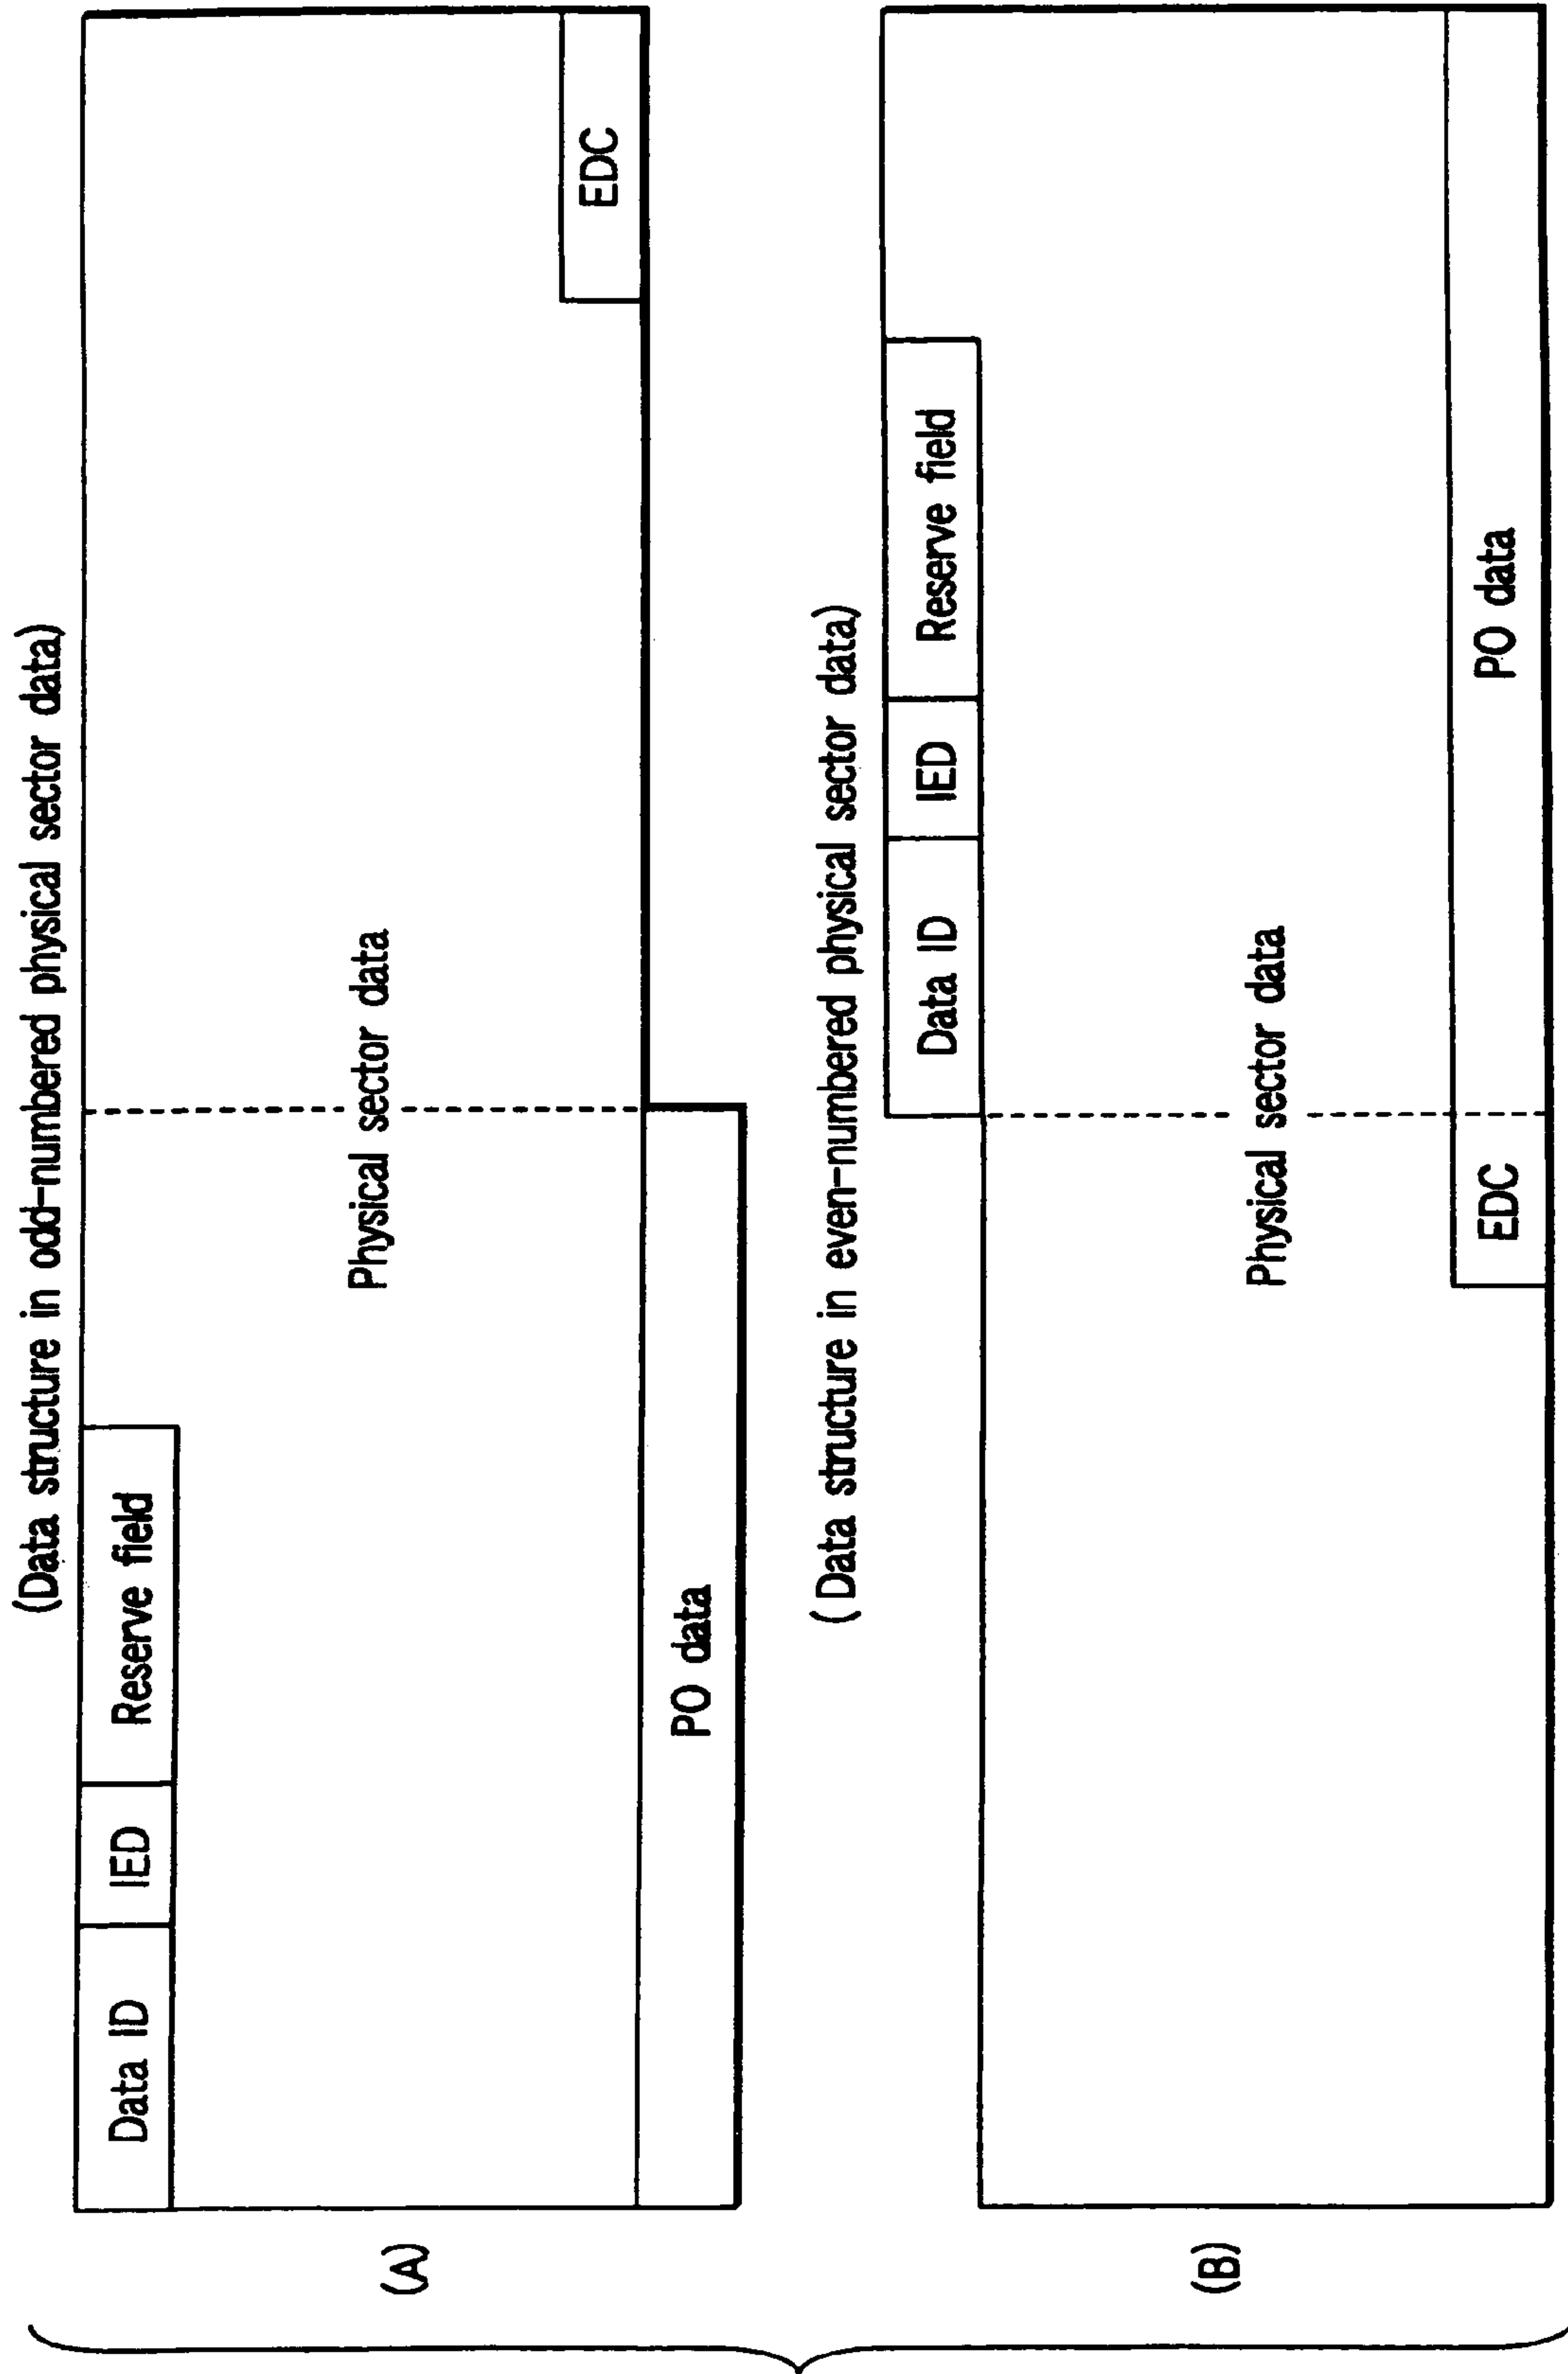 (Data structure in odd-numbered physical sector data)
(A)
Data ID
IED
Reserve field
Physical sector data
EDC
PO data
(Data structure in even-numbered physical sector data)
(B)
Data ID
IED
Reserve field
Physical sector data
EDC
PO data